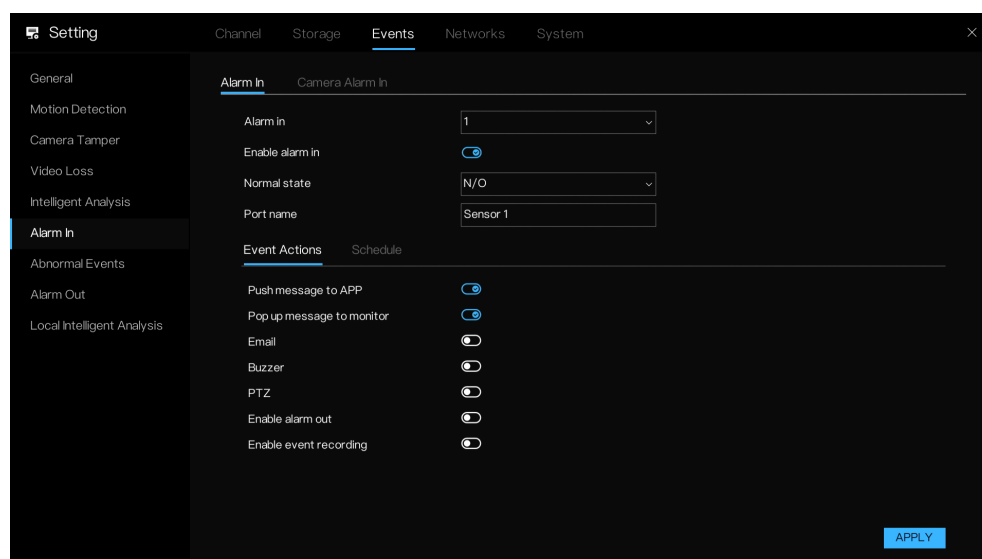 Setting
Channel Storage Events Networks System
General
Motion Detection
Camera Tamper
Video Loss
Intelligent Analysis
Alarm In
Abnormal Events
Alarm Out
Local Intelligent Analysis
Alarm In Camera Alarm In
Alarm in 1
Enable alarm in
Normal state N/O
Port name Sensor 1
Event Actions Schedule
Push message to APP
Pop up message to monitor
Email
Buzzer
PTZ
Enable alarm out
Enable event recording
APPLY